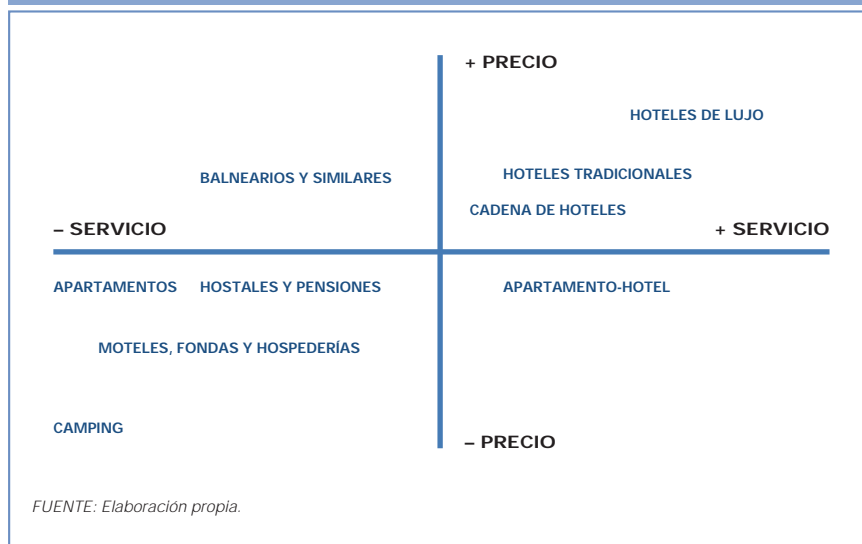 + PRECIO
HOTELES DE LUJO
BALNEARIOS Y SIMILARES
HOTELES TRADICIONALES
CADENA DE HOTELES
– SERVICIO
+ SERVICIO
APARTAMENTOS
HOSTALES Y PENSIONES
APARTAMENTO-HOTEL
MOTELES, FONDAS Y HOSPEDERÍAS
CAMPING
– PRECIO
FUENTE: Elaboración propia.